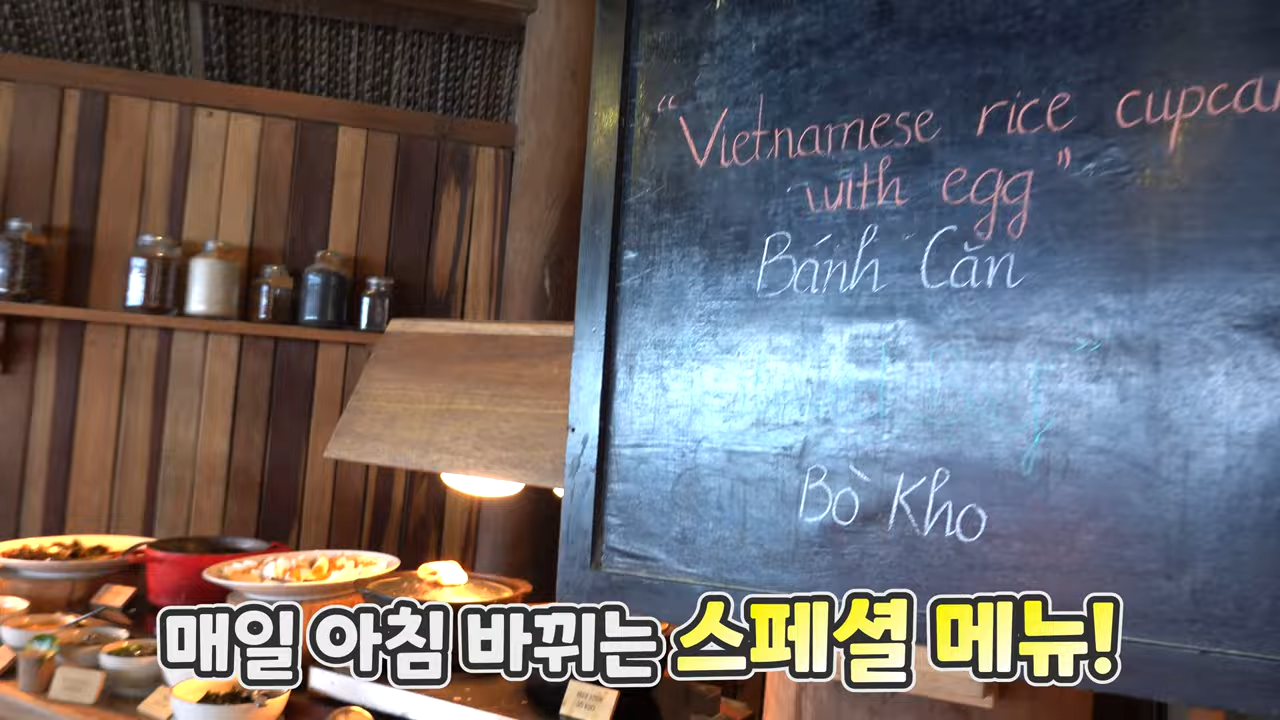 “Vietnamese rice
with egg”
Bánh Căn
Bò Kho
매일 아침 바뀌는 스페셜 메뉴!